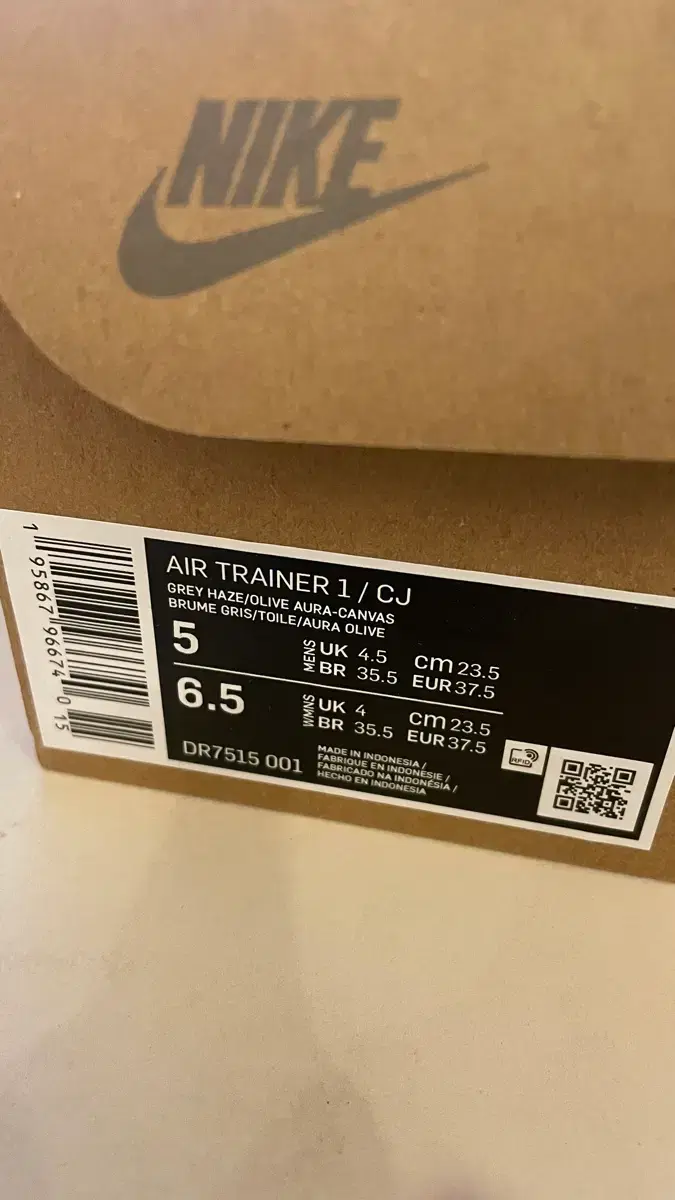 NIKE
AIR TRAINER 1 / CJ
GREY HAZE/OLIVE AURA-CANVAS
BRUME GRIS/TOILE/AURA OLIVE
5 MENS UK 4.5 cm 23.5
BR 35.5 EUR 37.5
6.5 WMNS UK 4 cm 23.5
BR 35.5 EUR 37.5
DR7515 001
MADE IN INDONESIA /
FABRIQUE EN INDONESIE /
FABRICADO NA INDONÉSIA /
HECHO EN INDONESIA
RFID
1 95867 96674 0 15